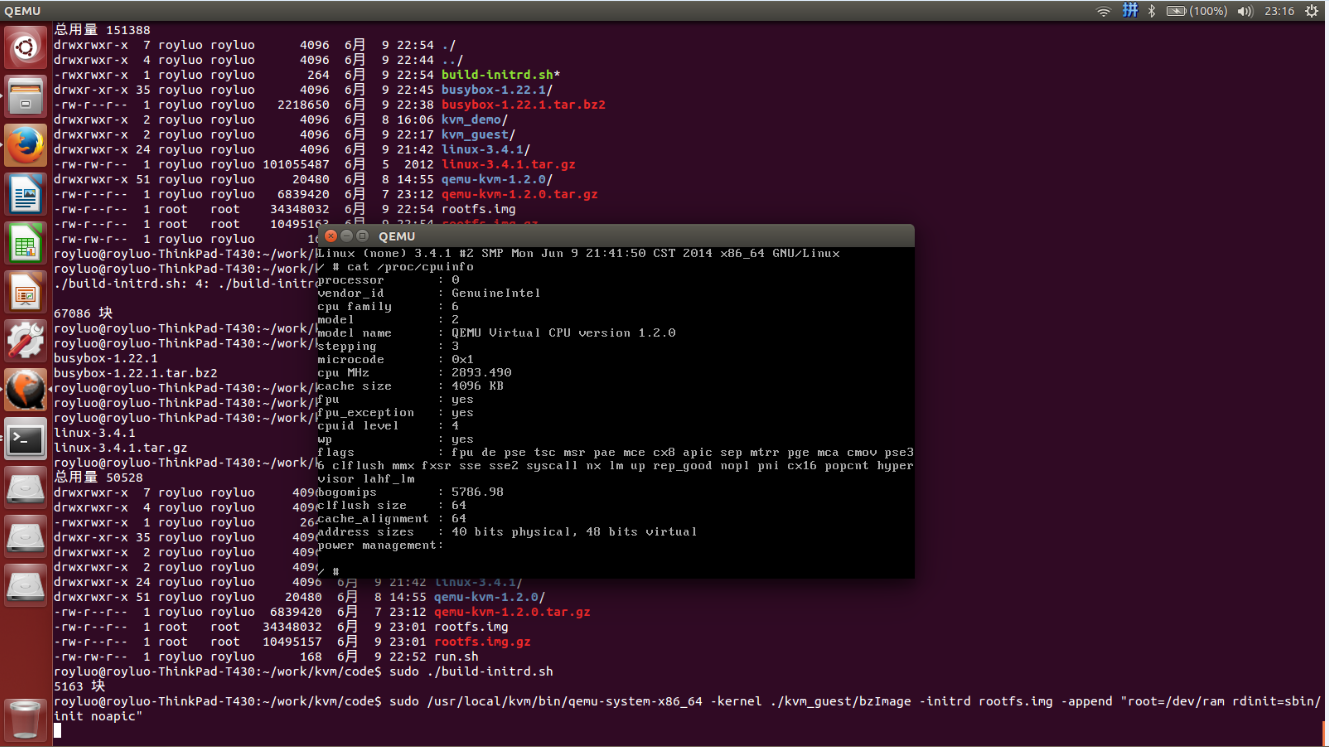 QEMU
拼
(100%)
23:16
总用量 151388
drwxrwxr-x 7 royluo royluo 4096 6月 9 22:54 ./
drwxrwxr-x 4 royluo royluo 4096 6月 9 22:44 ../
-rwxrwxr-x 1 royluo royluo 264 6月 9 22:54 build-initrd.sh*
drwxr-xr-x 35 royluo royluo 4096 6月 9 22:45 busybox-1.22.1/
-rw-r--r-- 1 royluo royluo 2218650 6月 9 22:38 busybox-1.22.1.tar.bz2
drwxrwxr-x 2 royluo royluo 4096 6月 8 16:06 kvm_demo/
drwxrwxr-x 2 royluo royluo 4096 6月 9 22:17 kvm_guest/
drwxrwxr-x 24 royluo royluo 4096 6月 9 21:42 linux-3.4.1/
-rw-rw-r-- 1 royluo royluo 101055487 6月 5 2012 linux-3.4.1.tar.gz
drwxrwxr-x 51 royluo royluo 20480 6月 8 14:55 qemu-kvm-1.2.0/
-rw-r--r-- 1 royluo royluo 6839420 6月 7 23:12 qemu-kvm-1.2.0.tar.gz
-rw-r--r-- 1 root root 34348032 6月 9 22:54 rootfs.img
-rw-r--r-- 1 root root 10495163 6月 9 22:54 rootfs.img.gz
-rw-rw-r-- 1 royluo royluo 16
royluo@royluo-ThinkPad-T430:~/work/k
royluo@royluo-ThinkPad-T430:~/work/k
./build-initrd.sh: 4: ./build-initr
67086 块
royluo@royluo-ThinkPad-T430:~/work/k
royluo@royluo-ThinkPad-T430:~/work/k
busybox-1.22.1
busybox-1.22.1.tar.bz2
royluo@royluo-ThinkPad-T430:~/work/k
royluo@royluo-ThinkPad-T430:~/work/k
royluo@royluo-ThinkPad-T430:~/work/k
linux-3.4.1
linux-3.4.1.tar.gz
royluo@royluo-ThinkPad-T430:~/work/k
总用量 50528
drwxrwxr-x 7 royluo royluo 409
drwxrwxr-x 4 royluo royluo 409
-rwxrwxr-x 1 royluo royluo 26
drwxr-xr-x 35 royluo royluo 409
drwxrwxr-x 2 royluo royluo 409
drwxrwxr-x 2 royluo royluo 409
drwxrwxr-x 24 royluo royluo 4096 6月 9 21:42 linux-3.4.1/
drwxrwxr-x 51 royluo royluo 20480 6月 8 14:55 qemu-kvm-1.2.0/
-rw-r--r-- 1 royluo royluo 6839420 6月 7 23:12 qemu-kvm-1.2.0.tar.gz
-rw-r--r-- 1 root root 34348032 6月 9 23:01 rootfs.img
-rw-r--r-- 1 root root 10495157 6月 9 23:01 rootfs.img.gz
-rw-rw-r-- 1 royluo royluo 168 6月 9 22:52 run.sh
royluo@royluo-ThinkPad-T430:~/work/kvm/code$ sudo ./build-initrd.sh
5163 块
royluo@royluo-ThinkPad-T430:~/work/kvm/code$ sudo /usr/local/kvm/bin/qemu-system-x86_64 -kernel ./kvm_guest/bzImage -initrd rootfs.img -append "root=/dev/ram rdinit=sbin/
init noapic"
QEMU
Linux (none) 3.4.1 #2 SMP Mon Jun 9 21:41:50 CST 2014 x86_64 GNU/Linux
/ # cat /proc/cpuinfo
processor : 0
vendor_id : GenuineIntel
cpu family : 6
model : 2
model name : QEMU Virtual CPU version 1.2.0
stepping : 3
microcode : 0x1
cpu MHz : 2893.490
cache size : 4096 KB
fpu : yes
fpu_exception : yes
cpuid level : 4
wp : yes
flags : fpu de pse tsc msr pae mce cx8 apic sep mtrr pge mca cmov pse3
6 clflush mmx fxsr sse sse2 syscall nx lm up rep_good nopl pni cx16 popcnt hyper
visor lahf_lm
bogomips : 5786.98
clflush size : 64
cache_alignment : 64
address sizes : 40 bits physical, 48 bits virtual
power management:
/ #